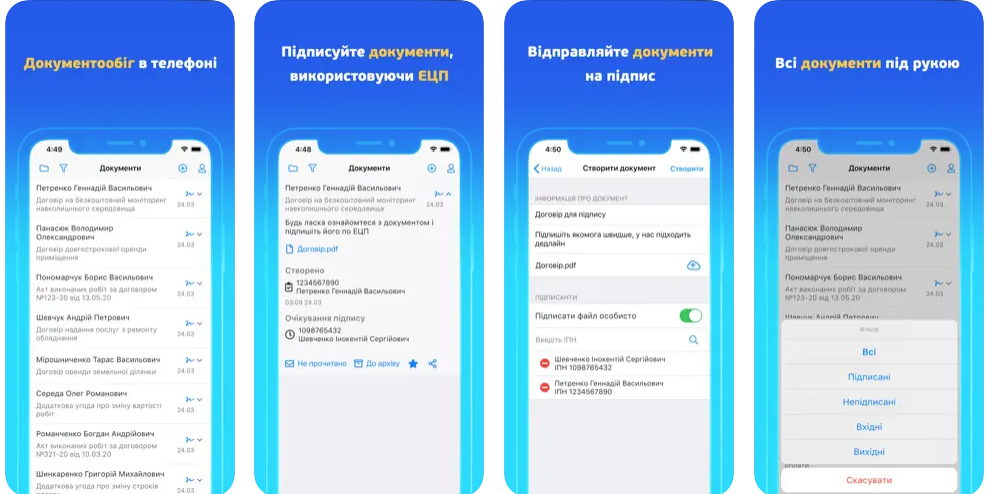 Документообіг в телефоні
4:49
Документи
Петренко Геннадій Васильович
Договір на безкоштовний моніторинг
навколишнього середовища
24.03
Панасюк Володимир
Олександрович
Договір довгострокової оренди
приміщення
24.03
Пономарчук Борис Васильович
Акт виконаних робіт за договором
№123-20 від 13.05.20
24.03
Шевчук Андрій Петрович
Договір надання послуг з ремонту
обладнання
24.03
Мірошниченко Тарас Васильович
Договір оренди земельної ділянки
24.03
Середа Олег Романович
Додаткова угода про зміну вартості
робіт
24.03
Романченко Богдан Андрійович
Акт виконаних робіт за договором
№321-20 від 10.03.20
24.03
Шинкаренко Григорій Михайлович
Додаткова угода про зміну строків
24.03
Підписуйте документи,
використовуючи ЕЦП
4:48
Документи
Петренко Геннадій Васильович
Договір на безкоштовний моніторинг
навколишнього середовища
24.03
Будь ласка ознайомтеся з документом і
підпишіть його по ЕЦП
Договір.pdf
Створено
1234567890
Петренко Геннадій Васильович
03:09 24.03
Очікування підпису
1098765432
Шевченко Інокентій Сергійович
Не прочитано
До архіву
Відправляйте документи
на підпис
4:50
Назад
Створити документ
Створити
ІНФОРМАЦІЯ ПРО ДОКУМЕНТ
Договір для підпису
Підпишіть якомога швидше, у нас підходить
дедлайн
Договір.pdf
ПІДПИСАНТИ
Підписати файл особисто
Введіть ІПН
Шевченко Інокентій Сергійович
ІПН 1098765432
Петренко Геннадій Васильович
ІПН 1234567890
Всі документи під рукою
4:50
Документи
Петренко Геннадій Васильович
Договір на безкоштовний моніторинг
навколишнього середовища
24.03
Панасюк Володимир
Олександрович
Договір довгострокової оренди
приміщення
24.03
Пономарчук Борис Васильович
Акт виконаних робіт за договором
№123-20 від 13.05.20
24.03
Шевчук Андрій Петрович
Фільтр
Всі
Підписані
Непідписані
Вхідні
Вихідні
оплати
Скасувати